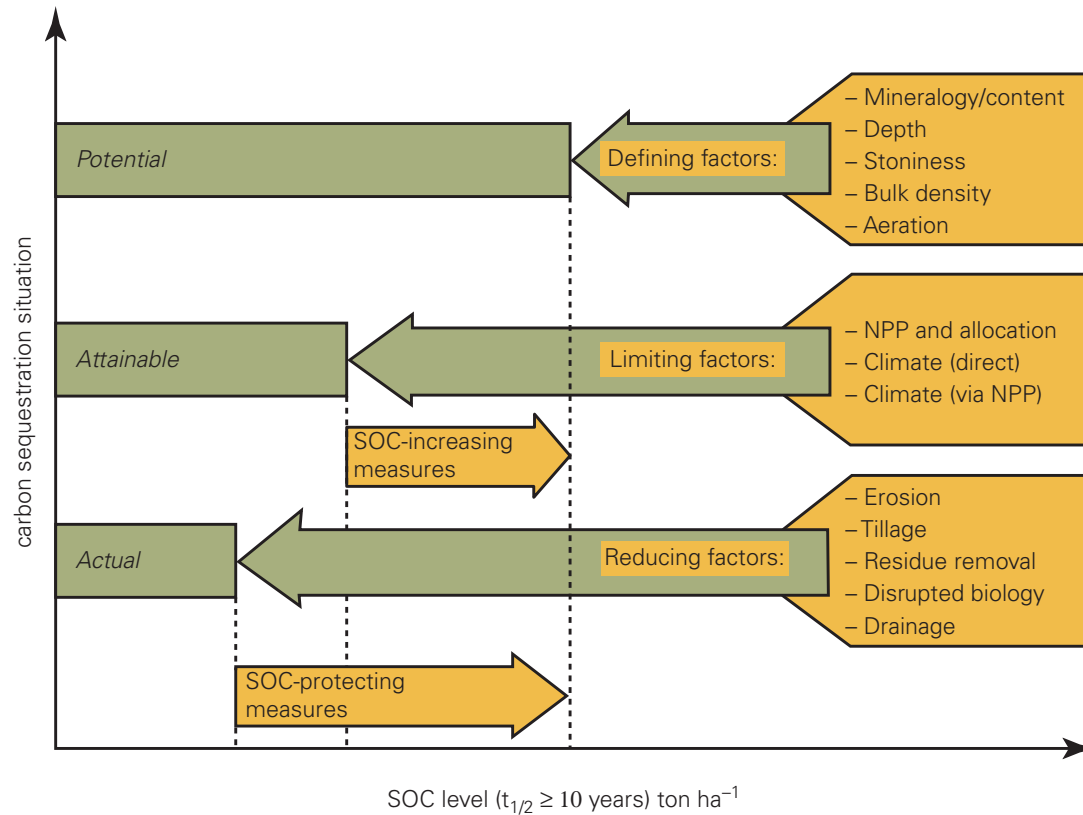 carbon sequestration situation
Potential
Defining factors:
– Mineralogy/content
– Depth
– Stoniness
– Bulk density
– Aeration
Attainable
Limiting factors:
– NPP and allocation
– Climate (direct)
– Climate (via NPP)
SOC-increasing
measures
Actual
Reducing factors:
– Erosion
–Tillage
– Residue removal
– Disrupted biology
– Drainage
SOC-protecting
measures
SOC level (t1/2 ≥ 10 years) ton ha–1